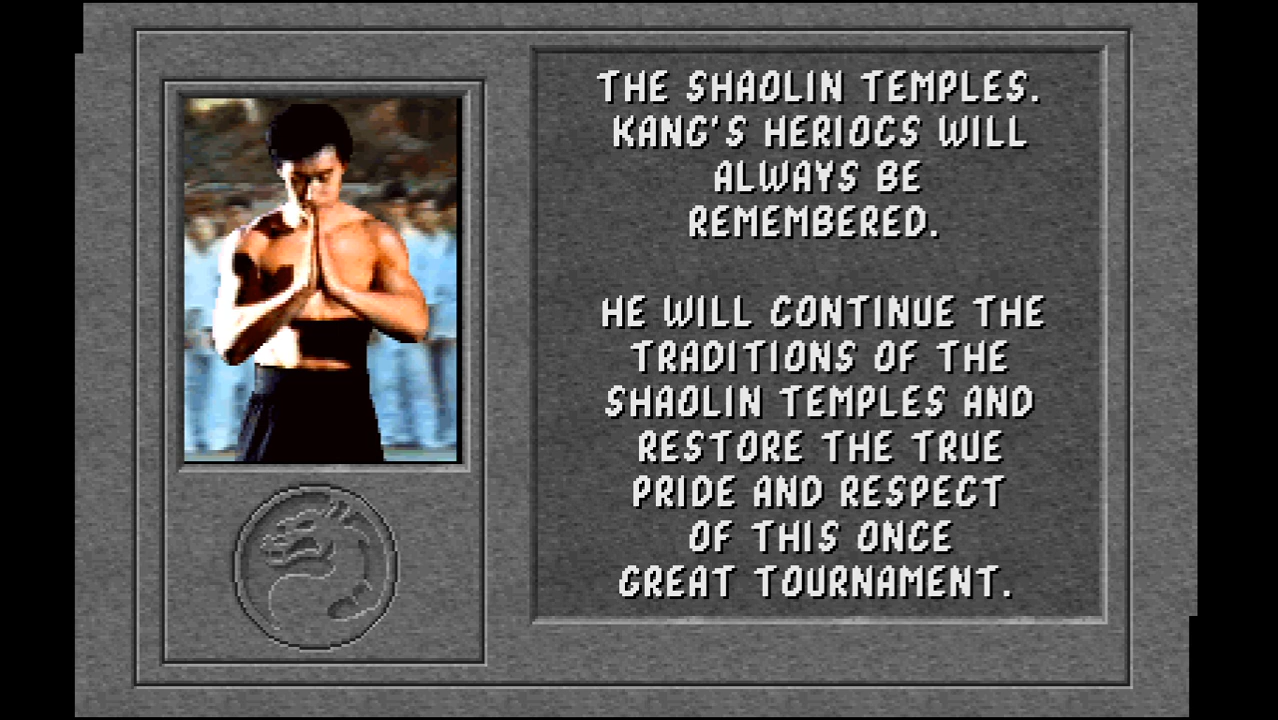 THE SHAOLIN TEMPLES.
KANG'S HERIOCS WILL
ALWAYS BE
REMEMBERED.
HE WILL CONTINUE THE
TRADITIONS OF THE
SHAOLIN TEMPLES AND
RESTORE THE TRUE
PRIDE AND RESPECT
OF THIS ONCE
GREAT TOURNAMENT.